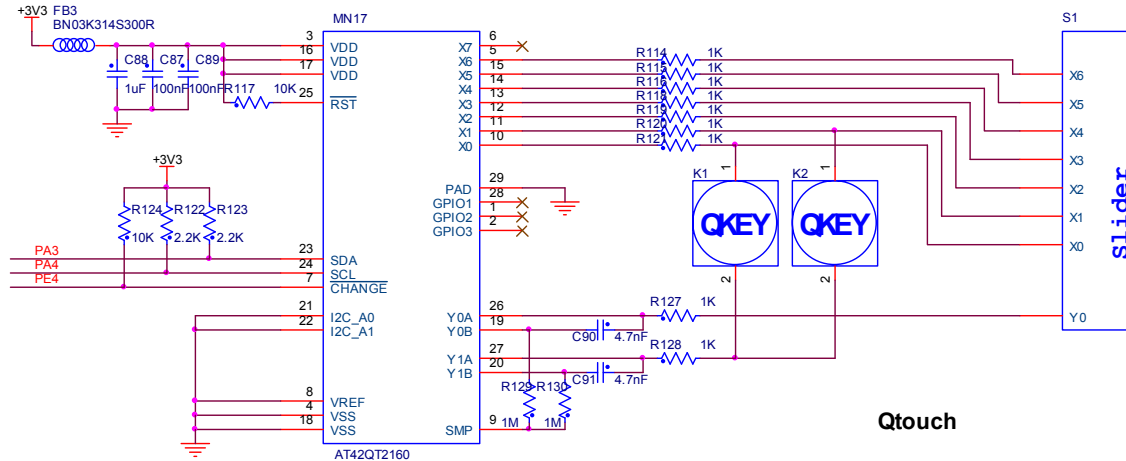 +3V3
FB3
BN03K314S300R
C88
C87
C89
1uF
100nF
100nF
R117
10K
+3V3
R124
R122
R123
10K
2.2K
2.2K
PA3
PA4
PE4
MN17
3
VDD
16
VDD
17
VDD
25
RST
23
SDA
24
SCL
7
CHANGE
21
I2C_A0
22
I2C_A1
8
VREF
4
VSS
18
VSS
X7
6
X6
5
X5
15
X4
14
X3
13
X2
12
X1
11
X0
10
PAD
29
GPIO1
28
GPIO2
1
GPIO3
2
Y0A
26
Y0B
19
Y1A
27
Y1B
20
SMP
9
AT42QT2160
R114
1K
R115
1K
R116
1K
R118
1K
R119
1K
R120
1K
R121
1K
K1
1
QKEY
2
K2
1
QKEY
2
R127
1K
C90
4.7nF
R128
1K
C91
4.7nF
R129
R130
1M
1M
S1
X6
X5
X4
X3
X2
X1
X0
Y0
Slider
Qtouch